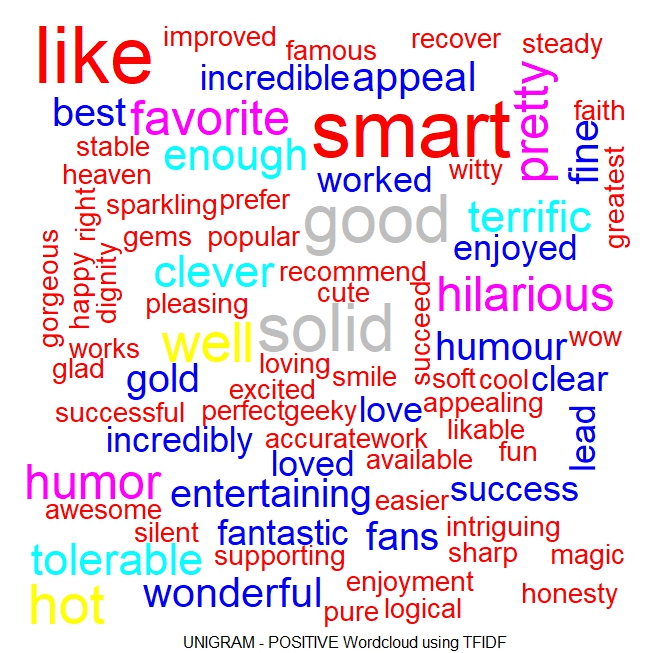 like improved famous recover steady
incredible appeal pretty
best favorite smart fine faith
stable enough witty
heaven worked greatest
right sparkling prefer good terrific
gorgeous happy dignity gems popular enjoyed
clever recommend hilarious
pleasing cute succeed
works well solid humour wow
glad loving smile soft cool clear
gold excited
successful perfect geeky love appealing lead
incredibly accurate work likable
loved available fun
humor entertaining easier success
awesome
silent fantastic fans intriguing
tolerable supporting sharp magic
hot wonderful enjoyment honesty
pure logical
UNIGRAM - POSITIVE Wordcloud using TFIDF